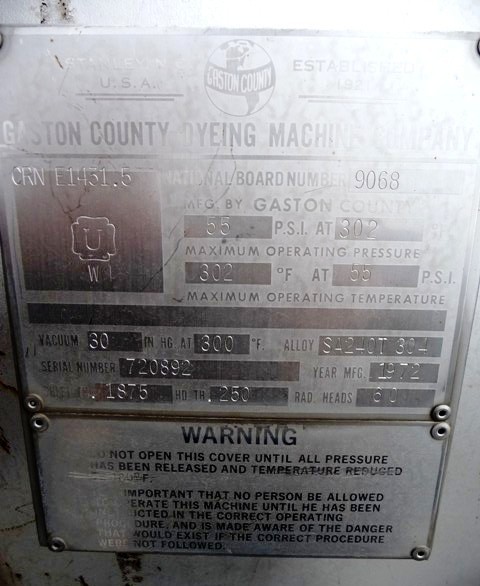 U.S.A.
GASTON COUNTY
ESTABLISHED
GASTON COUNTY DYEING MACHINE COMPANY
CRN E1451.5 NATIONAL BOARD NUMBER 9068
MFG. BY GASTON COUNTY
U
W
55 P.S.I. AT 302
MAXIMUM OPERATING PRESSURE
302 °F AT 55 P.S.I.
MAXIMUM OPERATING TEMPERATURE
VACUUM 30 IN. HG. AT 300 °F. ALLOY SA240T 304
SERIAL NUMBER 720892 YEAR MFG. 1972
.1875 HD. TH. .250 RAD. HEADS 60
WARNING
DO NOT OPEN THIS COVER UNTIL ALL PRESSURE
HAS BEEN RELEASED AND TEMPERATURE REDUCED
°F.
IMPORTANT THAT NO PERSON BE ALLOWED
OPERATE THIS MACHINE UNTIL HE HAS BEEN
IN THE CORRECT OPERATING
PROCEDURE, AND IS MADE AWARE OF THE DANGER
THAT WOULD EXIST IF THE CORRECT PROCEDURE
WERE NOT FOLLOWED.